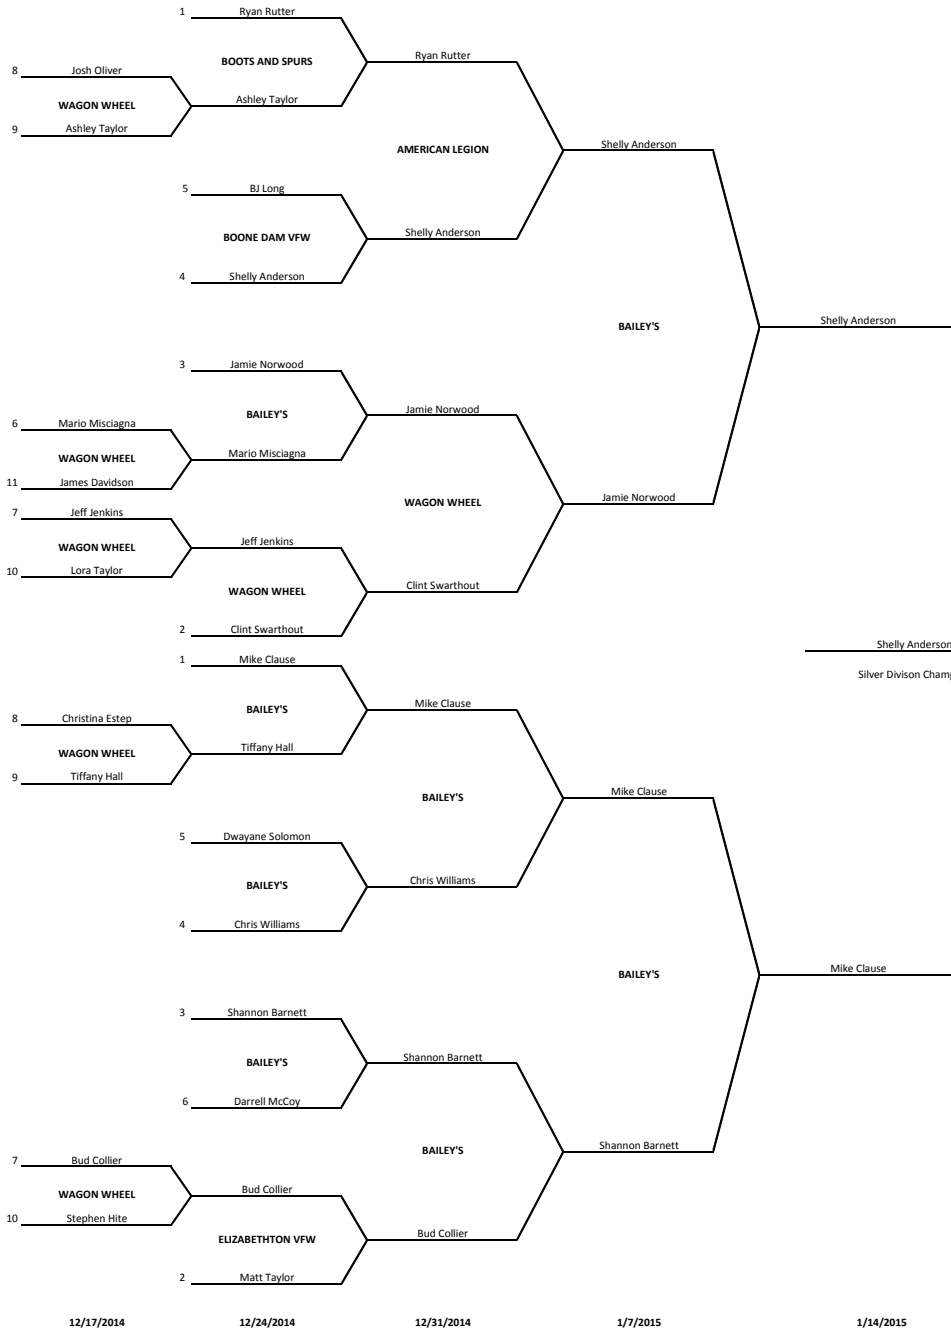 1 Ryan Rutter
BOOTS AND SPURS
Ryan Rutter
8 Josh Oliver
WAGON WHEEL
Ashley Taylor
9 Ashley Taylor
AMERICAN LEGION
Shelly Anderson
5 BJ Long
BOONE DAM VFW
Shelly Anderson
4 Shelly Anderson
BAILEY'S
Shelly Anderson
3 Jamie Norwood
BAILEY'S
Jamie Norwood
6 Mario Misciagna
WAGON WHEEL
Mario Misciagna
11 James Davidson
WAGON WHEEL
Jamie Norwood
7 Jeff Jenkins
WAGON WHEEL
Jeff Jenkins
10 Lora Taylor
WAGON WHEEL
Clint Swarthout
2 Clint Swarthout
Shelly Anderson
Silver Divison Champ
1 Mike Clause
BAILEY'S
Mike Clause
8 Christina Estep
WAGON WHEEL
Tiffany Hall
9 Tiffany Hall
BAILEY'S
Mike Clause
5 Dwayane Solomon
BAILEY'S
Chris Williams
4 Chris Williams
BAILEY'S
Mike Clause
3 Shannon Barnett
BAILEY'S
Shannon Barnett
6 Darrell McCoy
BAILEY'S
Shannon Barnett
7 Bud Collier
WAGON WHEEL
Bud Collier
10 Stephen Hite
ELIZABETHTON VFW
Bud Collier
2 Matt Taylor
12/17/2014 12/24/2014 12/31/2014 1/7/2015 1/14/2015